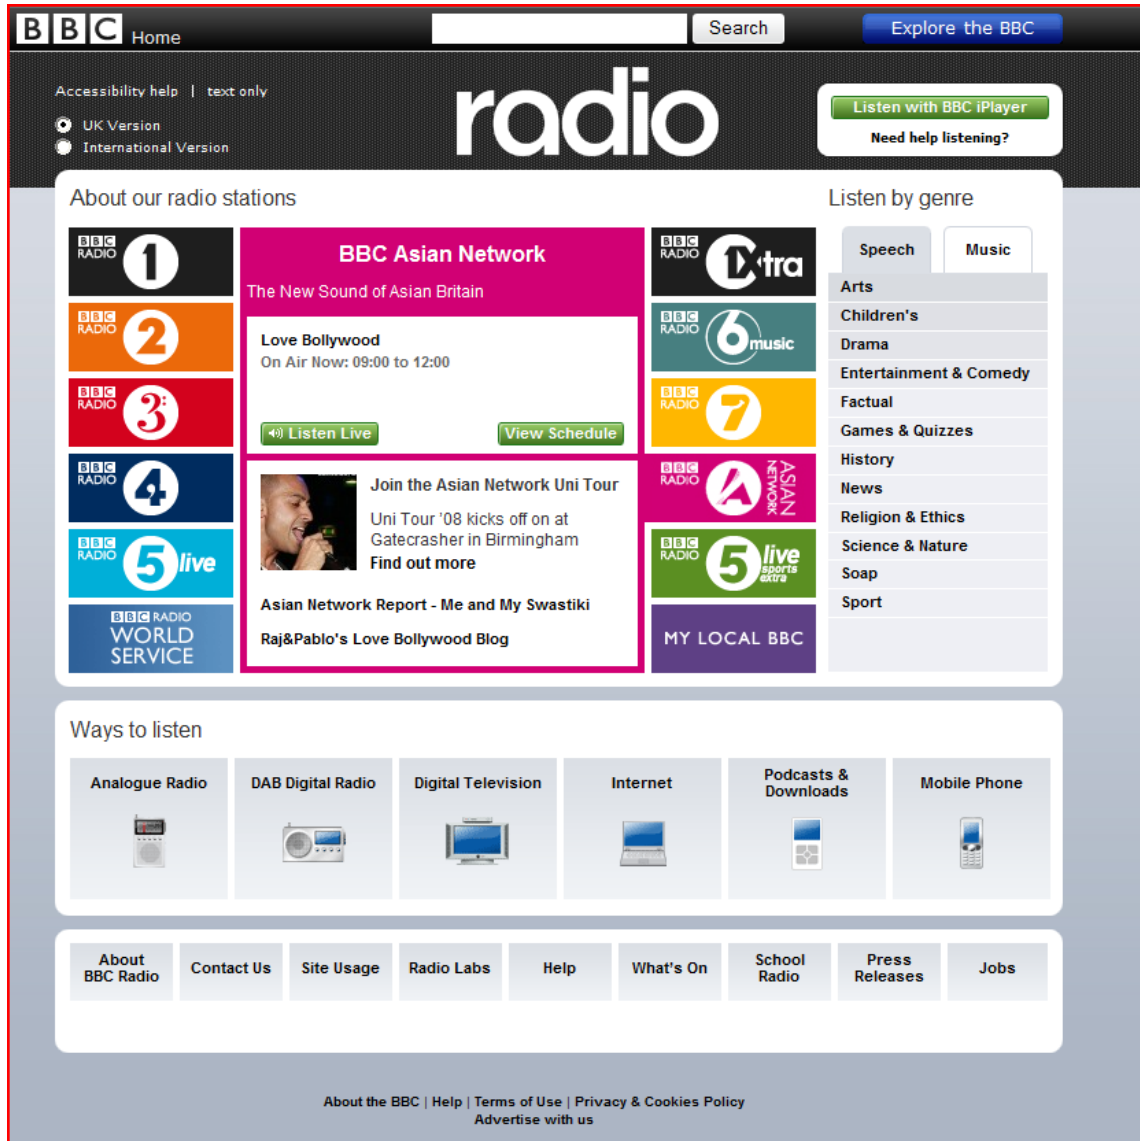 BBC Home
Search
Explore the BBC
Accessibility help | text only
UK Version
International Version
radio
Listen with BBC iPlayer
Need help listening?
About our radio stations
BBC RADIO 1
BBC RADIO 2
BBC RADIO 3
BBC RADIO 4
BBC RADIO 5 live
BBC RADIO
WORLD
SERVICE
BBC Asian Network
The New Sound of Asian Britain
Love Bollywood
On Air Now: 09:00 to 12:00
Listen Live
View Schedule
Join the Asian Network Uni Tour
Uni Tour '08 kicks off on at
Gatecrasher in Birmingham
Find out more
Asian Network Report - Me and My Swastiki
Raj&Pablo's Love Bollywood Blog
BBC RADIO 1Xtra
BBC RADIO 6 music
BBC RADIO 7
BBC RADIO A ASIAN NETWORK
BBC RADIO 5 live sports extra
MY LOCAL BBC
Listen by genre
Speech
Music
Arts
Children's
Drama
Entertainment & Comedy
Factual
Games & Quizzes
History
News
Religion & Ethics
Science & Nature
Soap
Sport
Ways to listen
Analogue Radio
DAB Digital Radio
Digital Television
Internet
Podcasts &
Downloads
Mobile Phone
About
BBC Radio
Contact Us
Site Usage
Radio Labs
Help
What's On
School
Radio
Press
Releases
Jobs
About the BBC | Help | Terms of Use | Privacy & Cookies Policy
Advertise with us